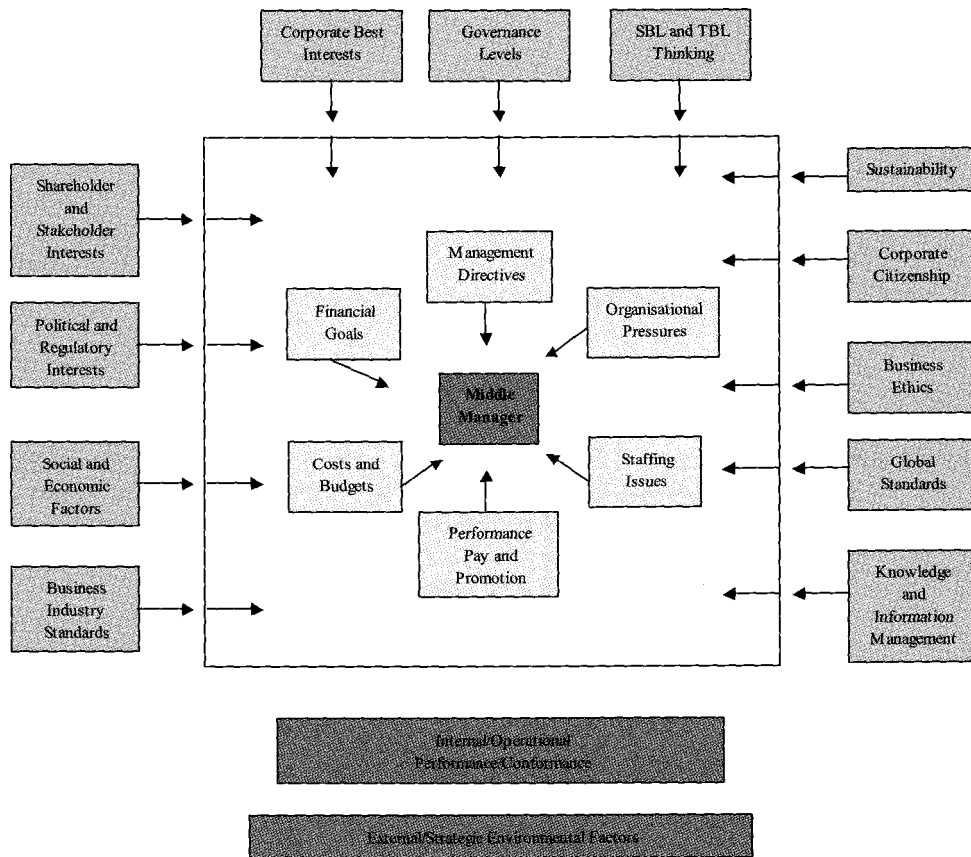 Corporate Best
Interests
Governance
Levels
SBL and TBL
Thinking
Shareholder
and
Stakeholder
Interests
Political and
Regulatory
Interests
Social and
Economic
Factors
Business
Industry
Standards
Management
Directives
Financial
Goals
Organisational
Pressures
Middle
Manager
Costs and
Budgets
Staffing
Issues
Performance
Pay and
Promotion
Sustainability
Corporate
Citizenship
Business
Ethics
Global
Standards
Knowledge
and
Information
Management
Internal/Operational
Performance/Conformance
External/Strategic Environmental Factors